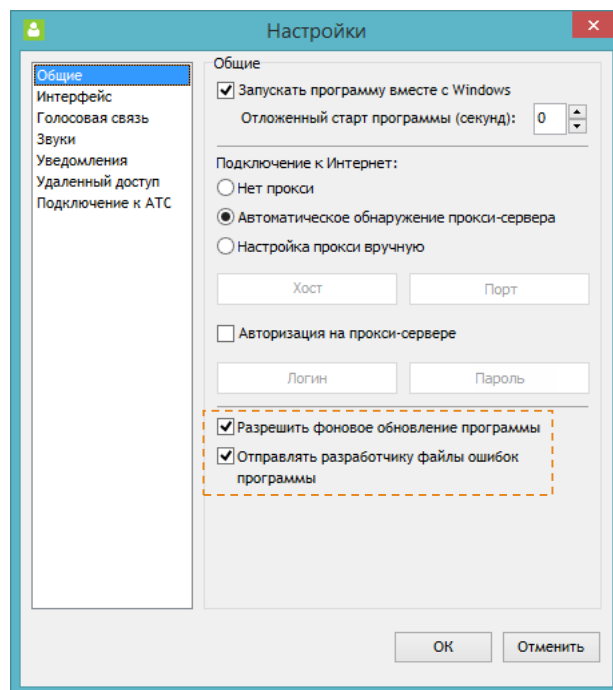 Настройки
Общие
Интерфейс
Голосовая связь
Звуки
Уведомления
Удаленный доступ
Подключение к АТС
Общие
Запускать программу вместе с Windows
Отложенный старт программы (секунд): 0
Подключение к Интернет:
Нет прокси
Автоматическое обнаружение прокси-сервера
Настройка прокси вручную
Хост Порт
Авторизация на прокси-сервере
Логин Пароль
Разрешить фоновое обновление программы
Отправлять разработчику файлы ошибок
программы
ОК Отменить